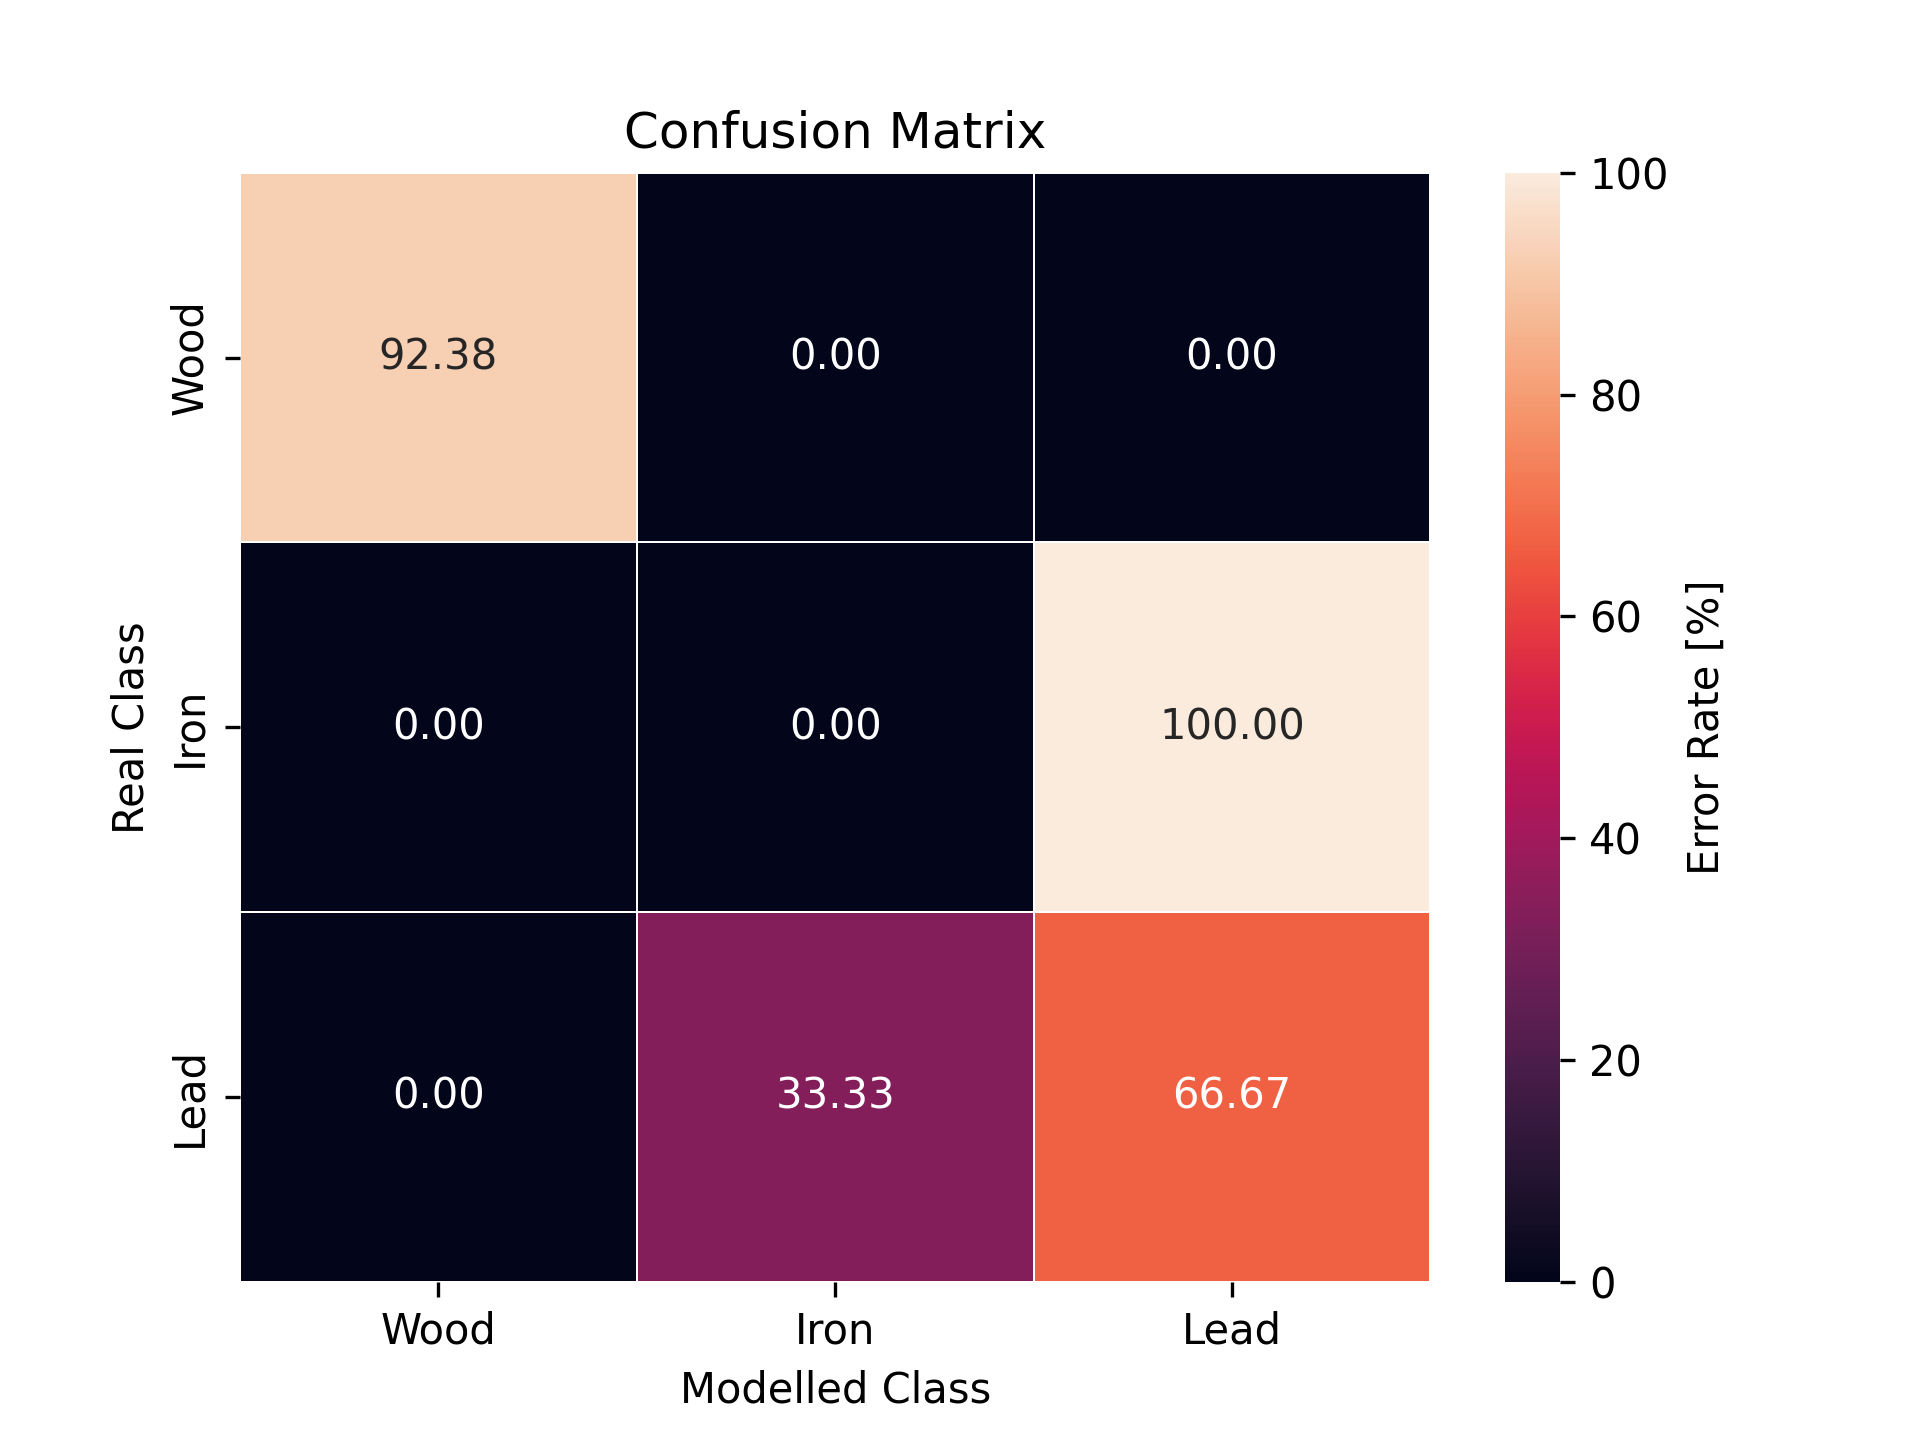 Confusion Matrix
Real Class
Wood
92.38 0.00 0.00
Iron
0.00 0.00 100.00
Lead
0.00 33.33 66.67
Wood Iron Lead
Modelled Class
100
80
60
40
20
0
Error Rate [%]